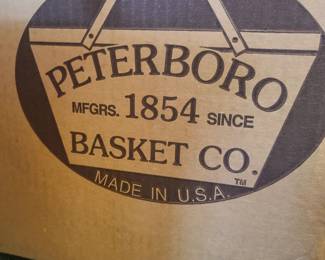 PETERBORO
MFGRS. 1854 SINCE
BASKET CO.
MADE IN U.S.A.
TM